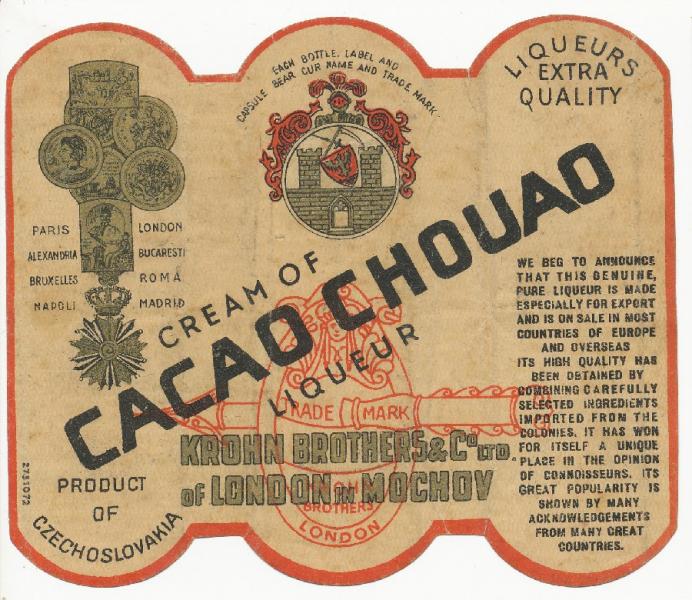 EACH BOTTLE, LABEL AND
CAPSULE BEAR OUR NAME AND TRADE MARK
LIQUEURS
EXTRA
QUALITY
PARIS LONDON
ALEXANDRIA BUCARESTI
BRUXELLES ROMA
NAPOLI MADRID
CREAM OF
CACAO CHOUAO
LIQUEUR
TRADE MARK
KROHN BROTHERS & Co LTD.
OF LONDON IN MOCHOV
BROTHERS
LONDON
2731072
PRODUCT
OF
CZECHOSLOVAKIA
WE BEG TO ANNOUNCE
THAT THIS GENUINE,
PURE LIQUEUR IS MADE
ESPECIALLY FOR EXPORT
AND IS ON SALE IN MOST
COUNTRIES OF EUROPE
AND OVERSEAS
ITS HIGH QUALITY HAS
BEEN OBTAINED BY
COMBINING CAREFULLY
SELECTED INGREDIENTS
IMPORTED FROM THE
COLONIES. IT HAS WON
FOR ITSELF A UNIQUE
PLACE IN THE OPINION
OF CONNOISSEURS. ITS
GREAT POPULARITY IS
SHOWN BY MANY
ACKNOWLEDGEMENTS
FROM MANY GREAT
COUNTRIES.